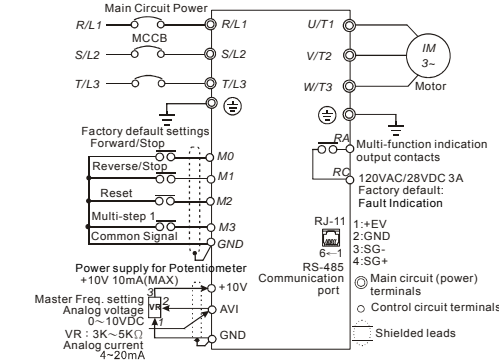 Main Circuit Power
R/L1
R/L1
U/T1
MCCB
S/L2
S/L2
V/T2
IM
3~
T/L3
T/L3
W/T3
Motor
Factory default settings
Forward/Stop
M0
RA
Multi-function indication
output contacts
Reverse/Stop
M1
RC
120VAC/28VDC 3A
Factory default:
Fault Indication
Reset
M2
Multi-step 1
M3
Common Signal
GND
RJ-11
6←1
1:+EV
2:GND
3:SG-
4:SG+
RS-485
Communication
port
Power supply for Potentiometer
+10V 10mA(MAX)
+10V
3
Master Freq. setting
Analog voltage
0~10VDC
VR
2
AVI
1
VR : 3K~5KΩ
Analog current
4~20mA
GND
Main circuit (power)
terminals
Control circuit terminals
Shielded leads